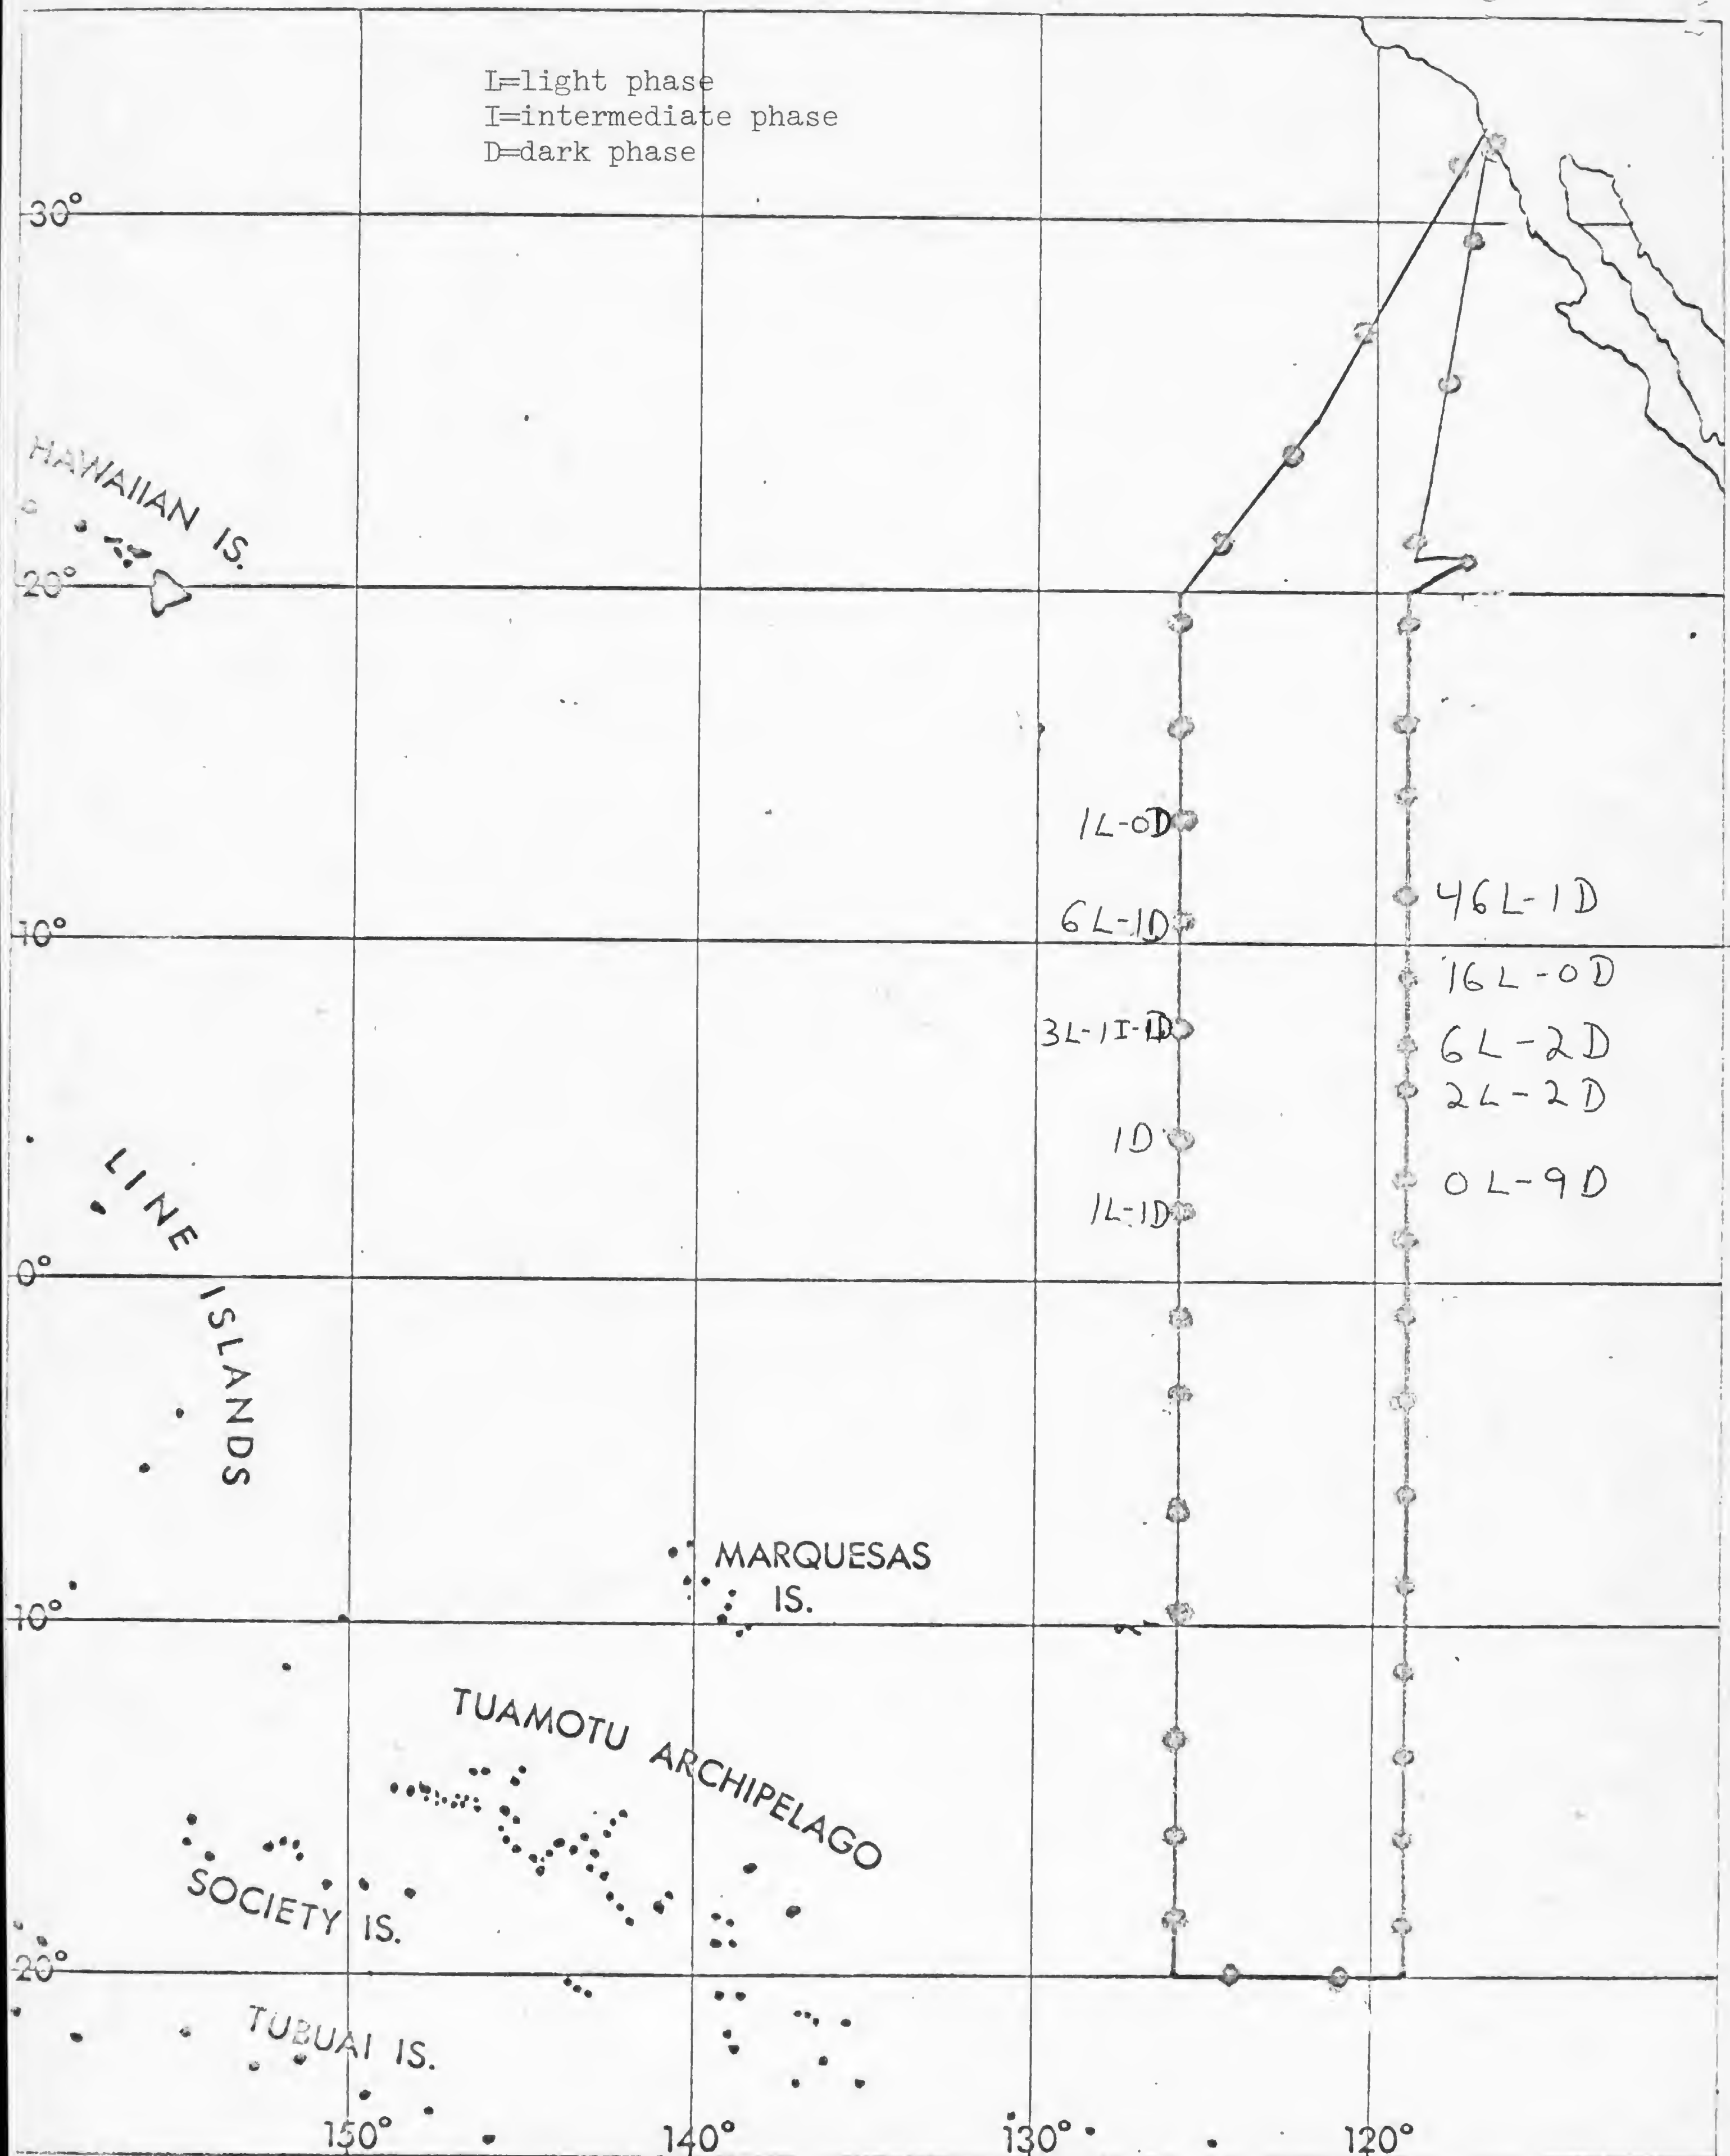 L=light phase
I=intermediate phase
D=dark phase
30°
HAWAIIAN IS.
20°
1L-0D
46L-1D
6L-1D
10°
16L-0D
3L-1I-1D
6L-2D
2L-2D
1D
0L-9D
1L-1D
LINE ISLANDS
0°
MARQUESAS
IS.
10°
TUAMOTU ARCHIPELAGO
SOCIETY IS.
20°
TUBUAI IS.
150°
140°
130°
120°